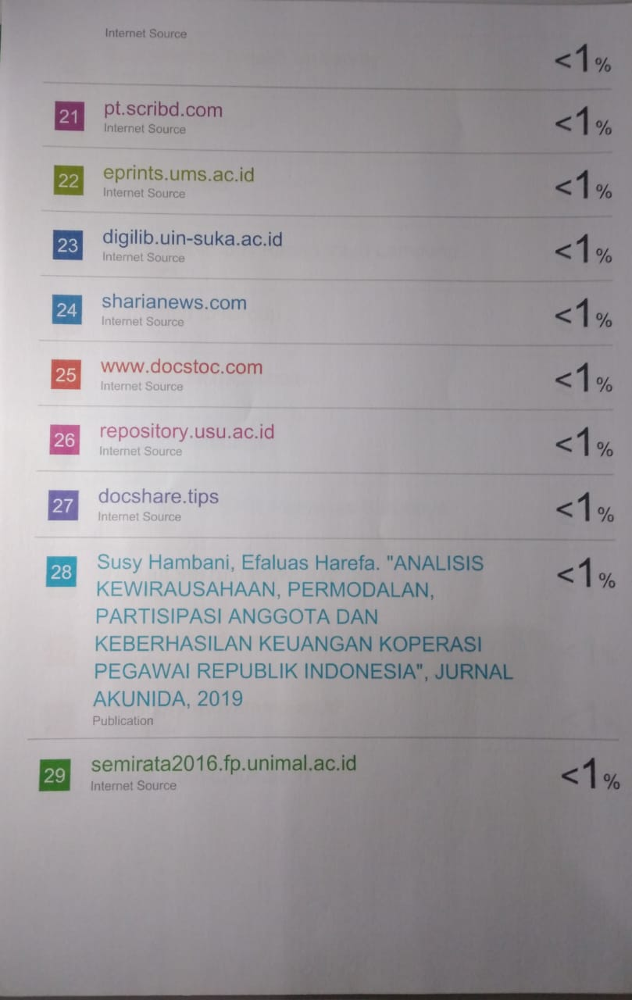 Internet Source
<1%
21 pt.scribd.com <1%
Internet Source
22 eprints.ums.ac.id <1%
Internet Source
23 digilib.uin-suka.ac.id <1%
Internet Source
24 sharianews.com <1%
Internet Source
25 www.docstoc.com <1%
Internet Source
26 repository.usu.ac.id <1%
Internet Source
27 docshare.tips <1%
Internet Source
28 Susy Hambani, Efaluas Harefa. "ANALISIS <1%
KEWIRAUSAHAAN, PERMODALAN,
PARTISIPASI ANGGOTA DAN
KEBERHASILAN KEUANGAN KOPERASI
PEGAWAI REPUBLIK INDONESIA", JURNAL
AKUNIDA, 2019
Publication
29 semirata2016.fp.unimal.ac.id <1%
Internet Source